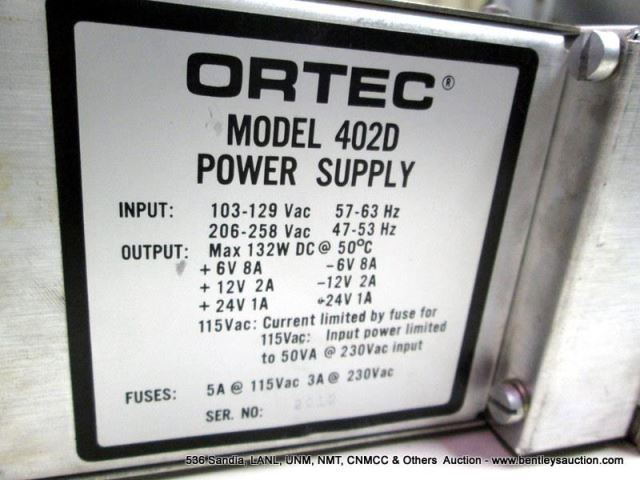 ORTEC®
MODEL 402D
POWER SUPPLY
INPUT: 103-129 Vac 57-63 Hz
206-258 Vac 47-53 Hz
OUTPUT: Max 132W DC @ 50°C
+ 6V 8A -6V 8A
+ 12V 2A -12V 2A
+ 24V 1A -24V 1A
115Vac: Current limited by fuse for
115Vac: Input power limited
to 50VA @ 230Vac input
FUSES: 5A @ 115Vac 3A @ 230Vac
SER. NO:
536 Sandia, LANL, UNM, NMT, CNMCC & Others Auction - www.bentleysauction.com